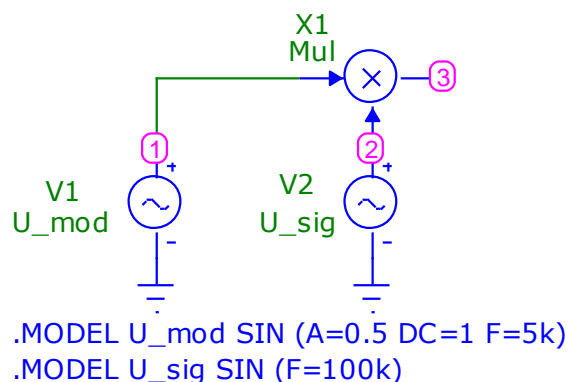 X1
Mul
3
1
2
V1
U_mod
V2
U_sig
.MODEL U_mod SIN (A=0.5 DC=1 F=5k)
.MODEL U_sig SIN (F=100k)